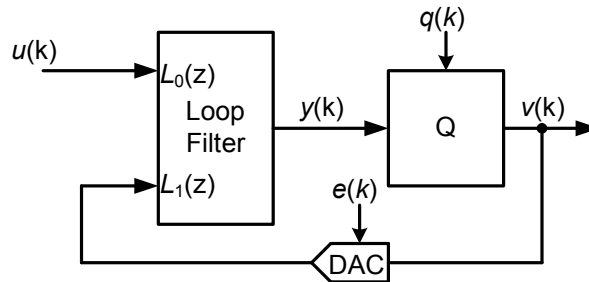 q(k)
u(k)
L₀(z)
Loop
Filter
y(k)
Q
v(k)
L₁(z)
e(k)
DAC